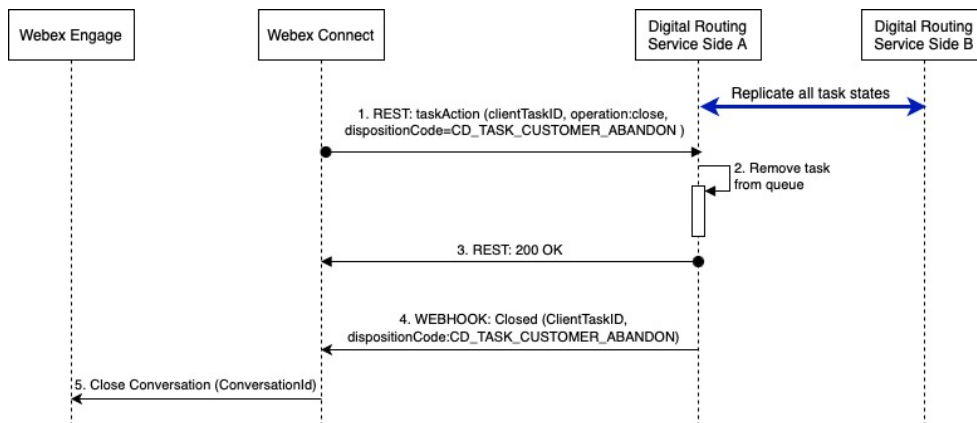 Webex Engage
Webex Connect
Digital Routing
Service Side A
Digital Routing
Service Side B
Replicate all task states
1. REST: taskAction (clientTaskID, operation:close,
dispositionCode=CD_TASK_CUSTOMER_ABANDON )
2. Remove task
from queue
3. REST: 200 OK
4. WEBHOOK: Closed (ClientTaskID,
dispositionCode:CD_TASK_CUSTOMER_ABANDON)
5. Close Conversation (ConversationId)